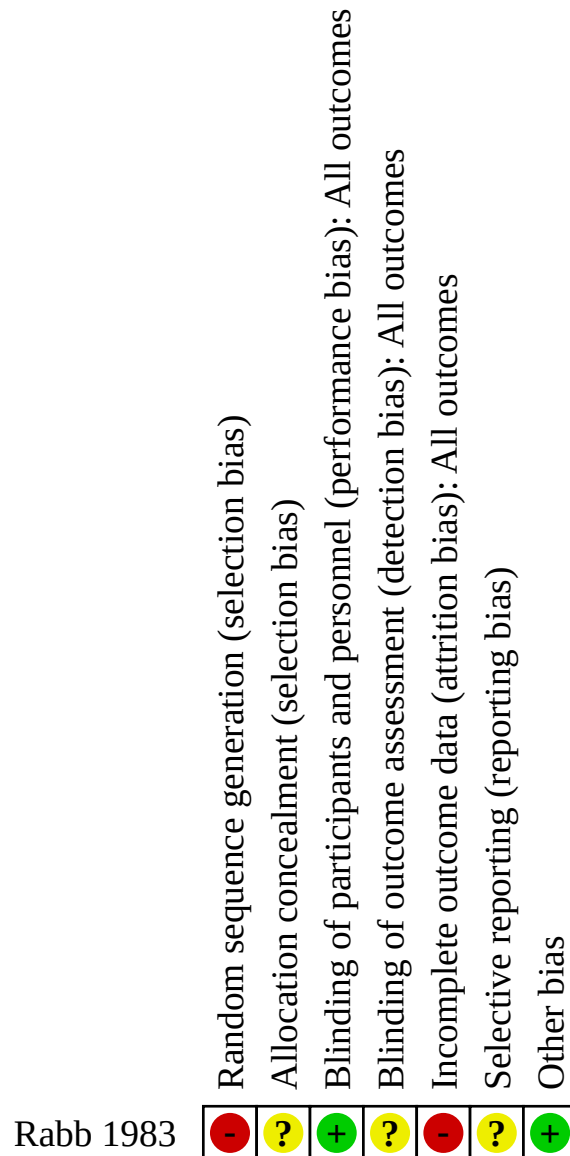 Random sequence generation (selection bias)
Allocation concealment (selection bias)
Blinding of participants and personnel (performance bias): All outcomes
Blinding of outcome assessment (detection bias): All outcomes
Incomplete outcome data (attrition bias): All outcomes
Selective reporting (reporting bias)
Other bias
Rabb 1983 - ? + ? - ? +